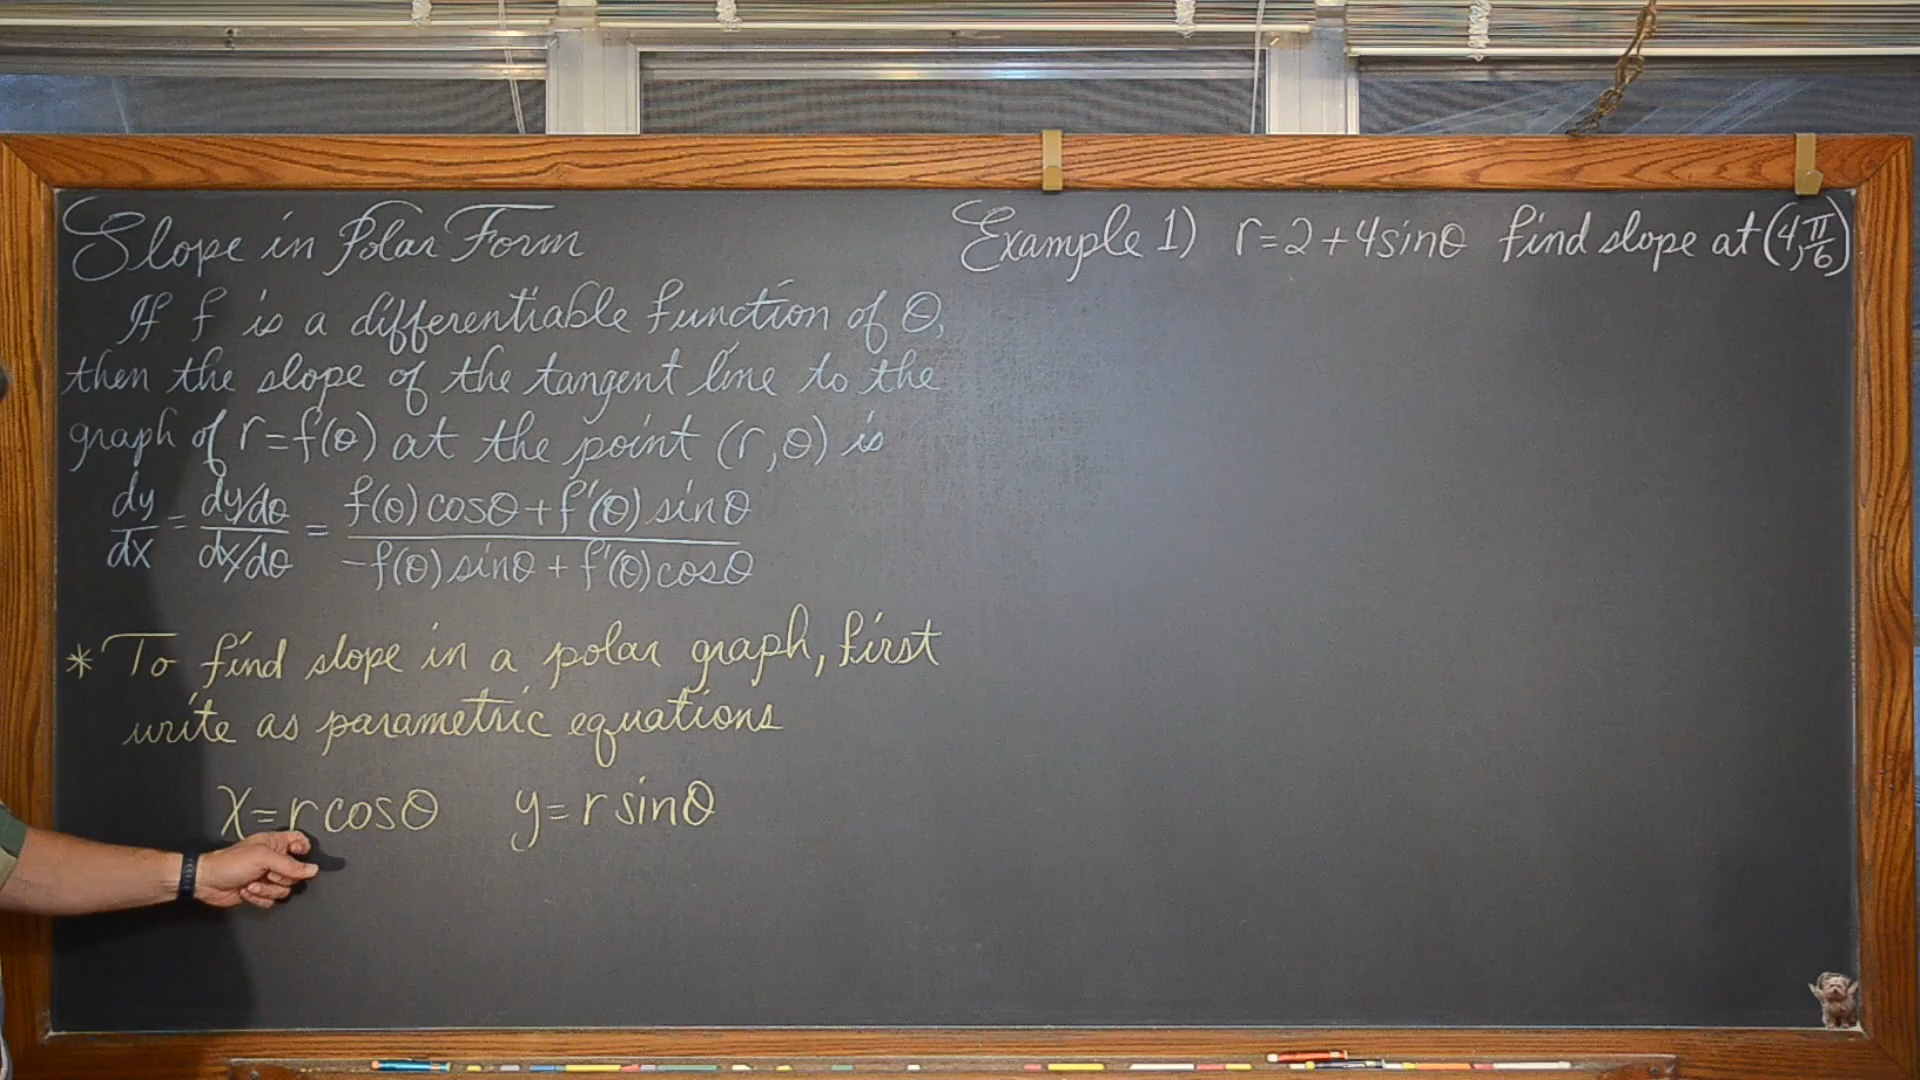 Slope in Polar Form
If f is a differentiable function of θ,
then the slope of the tangent line to the
graph of r=f(θ) at the point (r,θ) is
dy/dx = (dy/dθ)/(dx/dθ) = (f(θ)cosθ+f'(θ)sinθ)/(-f(θ)sinθ+f'(θ)cosθ)
* To find slope in a polar graph, first
write as parametric equations
x=rcosθ y=rsinθ
Example 1) r=2+4sinθ find slope at (4,π/6)